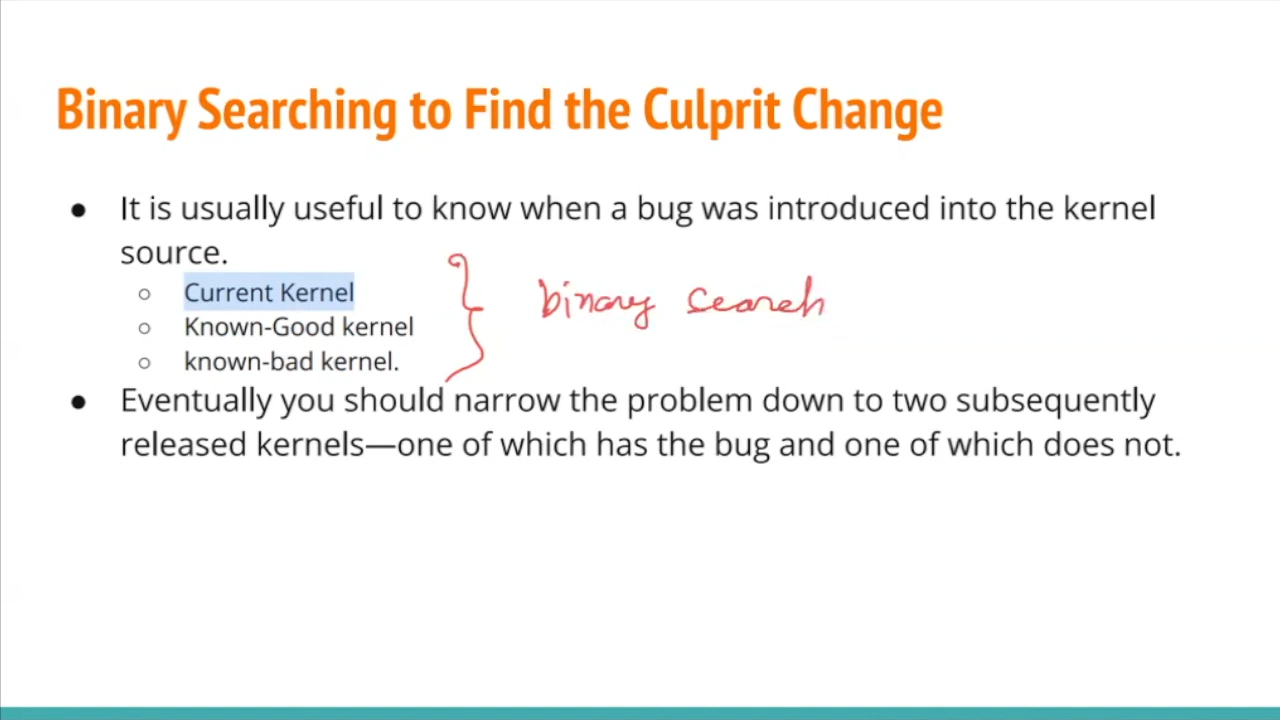 Binary Searching to Find the Culprit Change
● It is usually useful to know when a bug was introduced into the kernel
source.
○ Current Kernel
○ Known-Good kernel
○ known-bad kernel.
binary search
● Eventually you should narrow the problem down to two subsequently
released kernels—one of which has the bug and one of which does not.